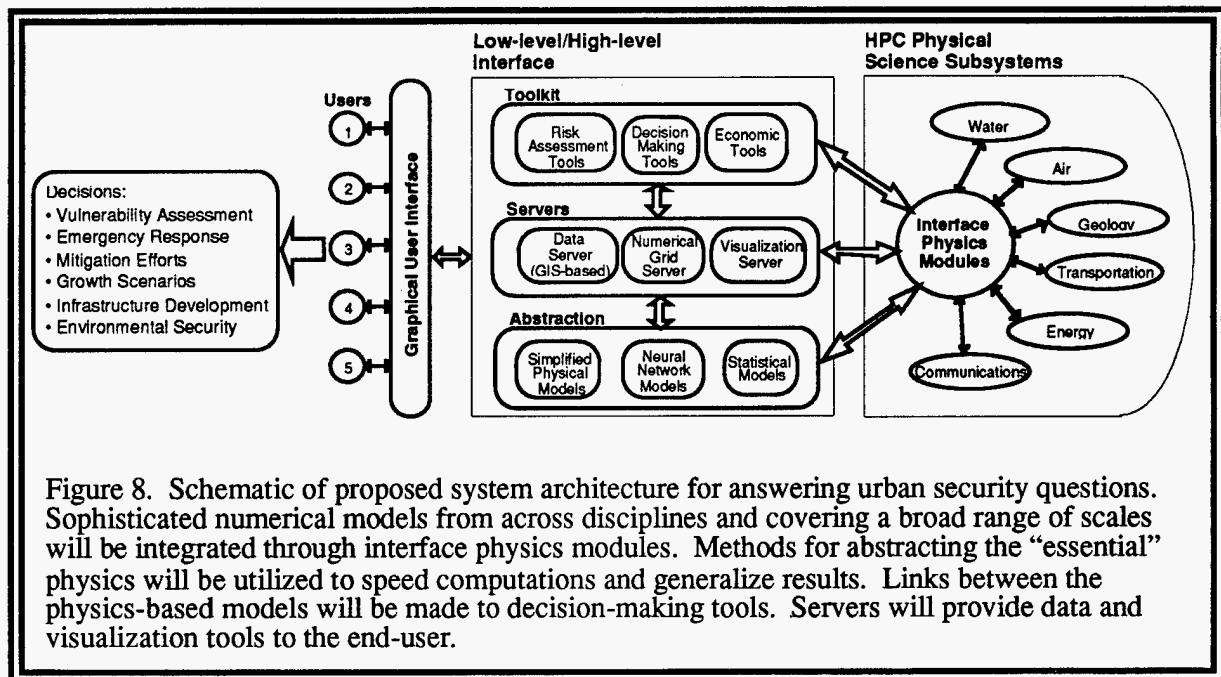 Low-level/High-level
Interface
HPC Physical
Science Subsystems
Users
1
2
3
4
5
Graphical User Interface
Decisions:
• Vulnerability Assessment
• Emergency Response
• Mitigation Efforts
• Growth Scenarios
• Infrastructure Development
• Environmental Security
Toolkit
Risk
Assessment
Tools
Decision
Making
Tools
Economic
Tools
Servers
Data
Server
(GIS-based)
Numerical
Grid
Server
Visualization
Server
Abstraction
Simplified
Physical
Models
Neural
Network
Models
Statistical
Models
Interface
Physics
Modules
Water
Air
Geology
Transportation
Energy
Communications
Figure 8. Schematic of proposed system architecture for answering urban security questions.
Sophisticated numerical models from across disciplines and covering a broad range of scales
will be integrated through interface physics modules. Methods for abstracting the “essential”
physics will be utilized to speed computations and generalize results. Links between the
physics-based models will be made to decision-making tools. Servers will provide data and
visualization tools to the end-user.